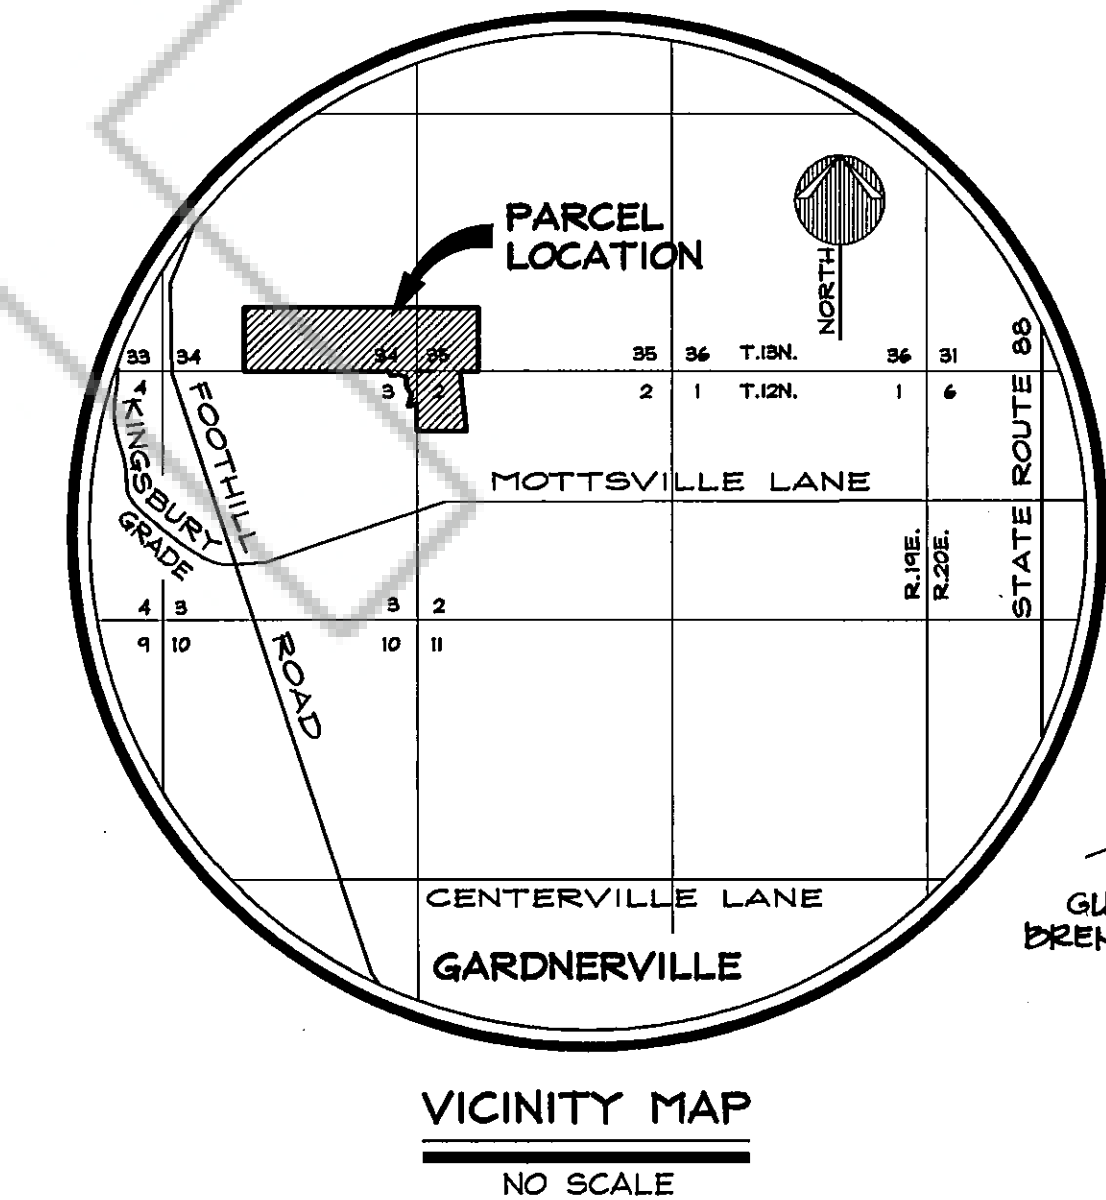 PARCEL
LOCATION
NORTH
33 34 34 35 35 36 T.13N. 36 31
4 3 2 2 1 T.12N. 1 6
STATE ROUTE 88
KINGSBURY
GRADE
FOOTHILL
ROAD
MOTTSVILLE LANE
R.19E.
R.20E.
4 3 3 2
9 10 10 11
CENTERVILLE LANE
GARDNERVILLE
VICINITY MAP
NO SCALE